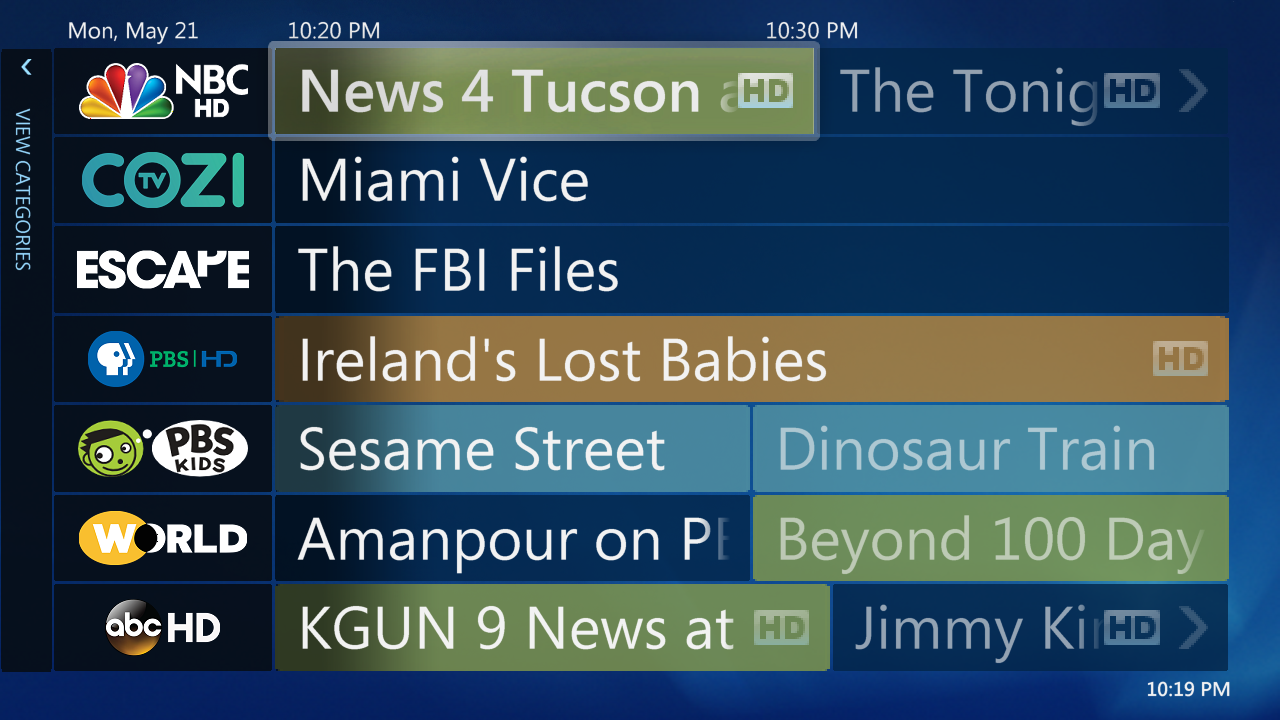 Mon, May 21 10:20 PM 10:30 PM
VIEW CATEGORIES
NBC HD News 4 Tucson HD The Tonig HD
COZI TV Miami Vice
ESCAPE The FBI Files
PBS HD Ireland's Lost Babies HD
PBS KIDS Sesame Street Dinosaur Train
WORLD Amanpour on P Beyond 100 Day
abc HD KGUN 9 News at HD Jimmy Ki HD
10:19 PM